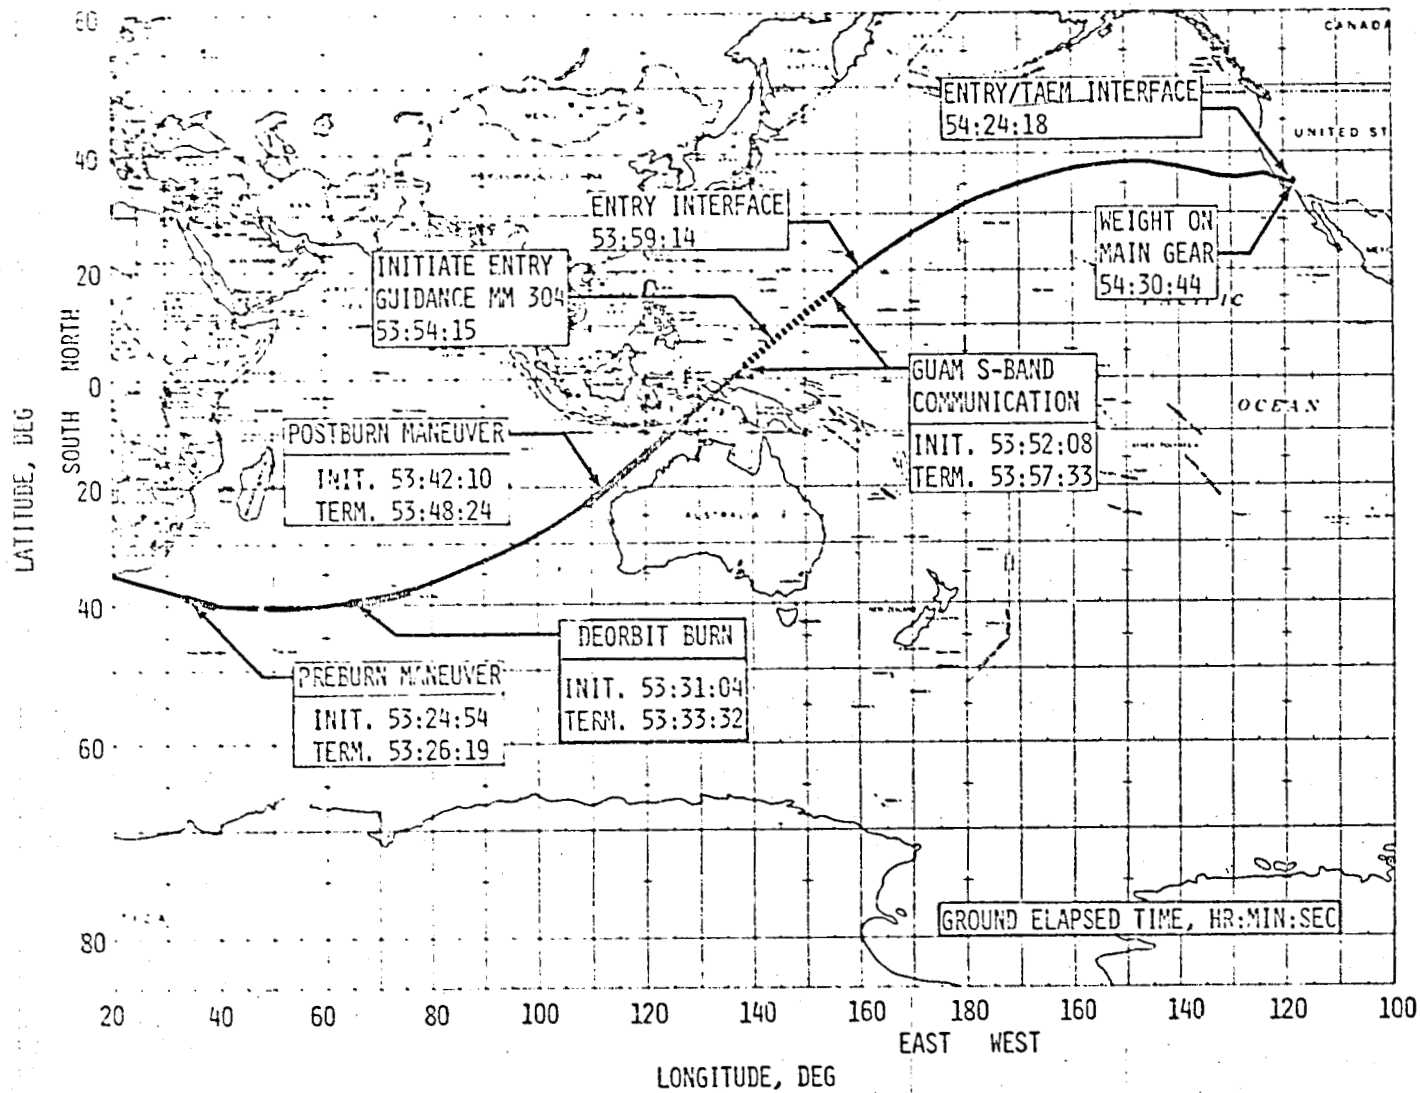 60
CANADA
ENTRY/TAEM INTERFACE
54:24:18
UNITED ST
40
ENTRY INTERFACE
53:59:14
WEIGHT ON
MAIN GEAR
54:30:44
INITIATE ENTRY
GUIDANCE MM 304
53:54:15
20
PACIFIC
NORTH
0
SOUTH
LATITUDE, DEG
GUAM S-BAND
COMMUNICATION
INIT. 53:52:08
TERM. 53:57:33
OCEAN
POSTBURN MANEUVER
INIT. 53:42:10
TERM. 53:48:24
20
AUSTRALIA
40
NEW ZEALAND
DEORBIT BURN
INIT. 53:31:04
TERM. 53:33:32
PREBURN MANEUVER
INIT. 53:24:54
TERM. 53:26:19
60
GROUND ELAPSED TIME, HR:MIN:SEC
80
20 40 60 80 100 120 140 160 180 160 140 120 100
EAST WEST
LONGITUDE, DEG